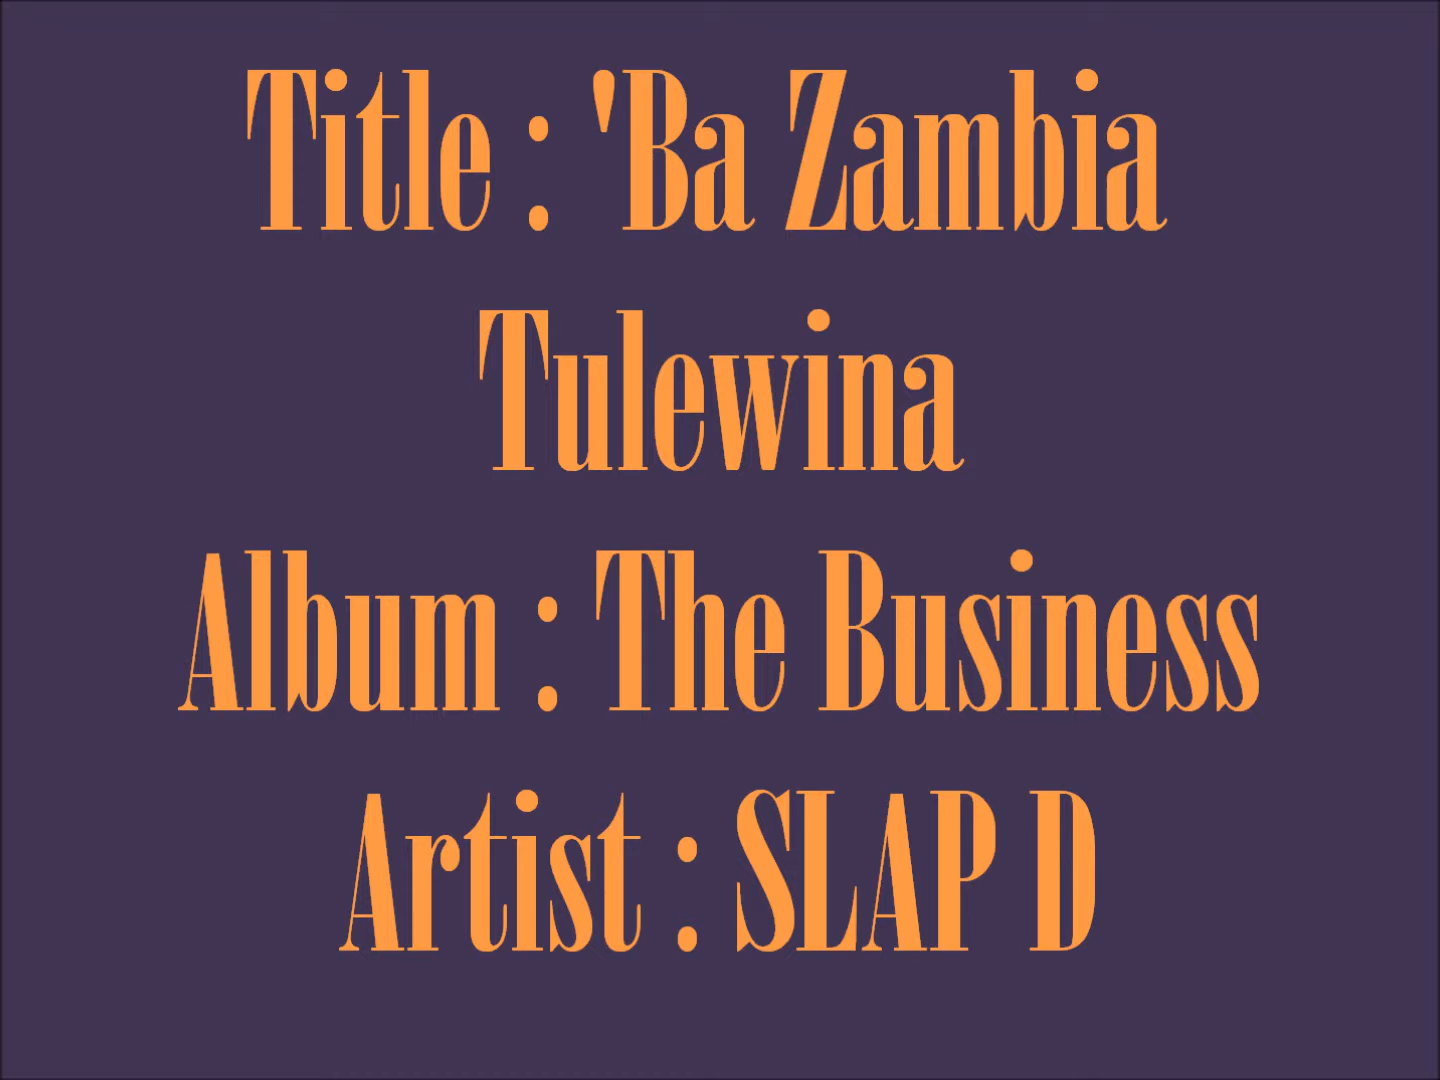 Title : 'Ba Zambia
Tulewina
Album : The Business
Artist : SLAP D